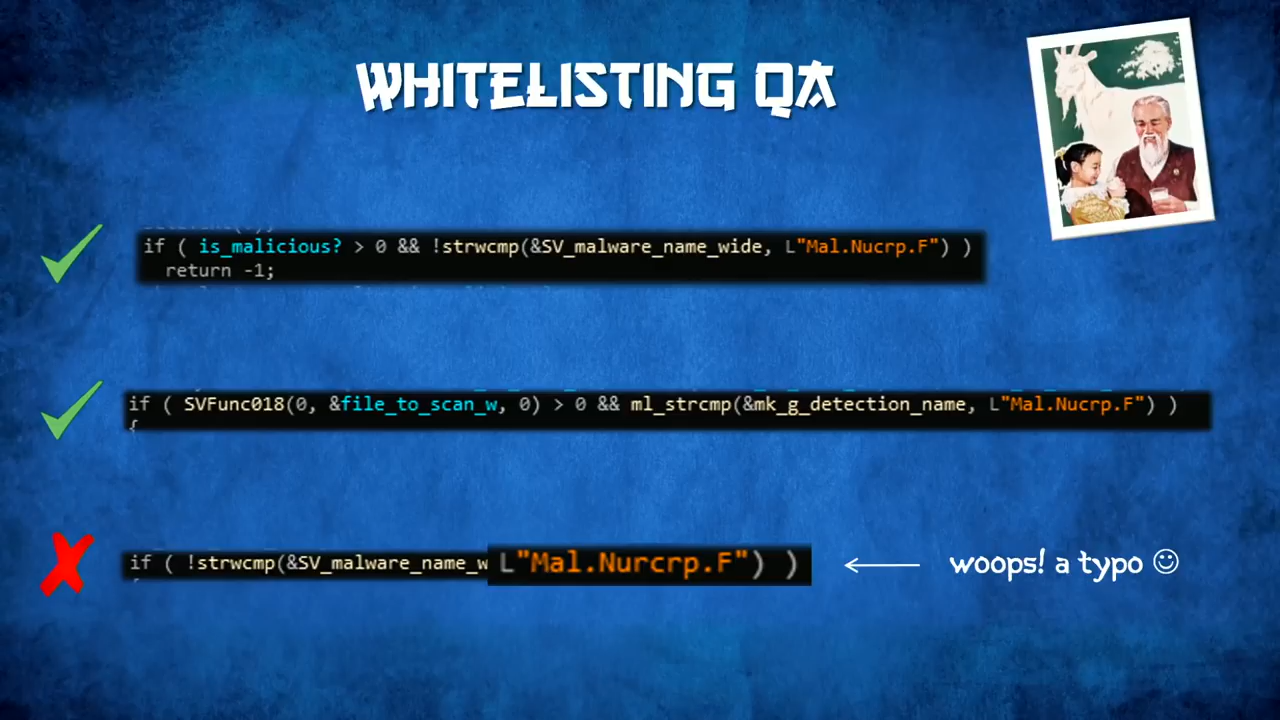 WHITELISTING QA
if ( is_malicious? > 0 && !strwcmp(&SV_malware_name_wide, L"Mal.Nucrp.F") )
return -1;
if ( SVFunc018(0, &file_to_scan_w, 0) > 0 && ml_strcmp(&mk_g_detection_name, L"Mal.Nucrp.F") )
{
if ( !strwcmp(&SV_malware_name_w L"Mal.Nurcrp.F") )
woops! a typo ☺